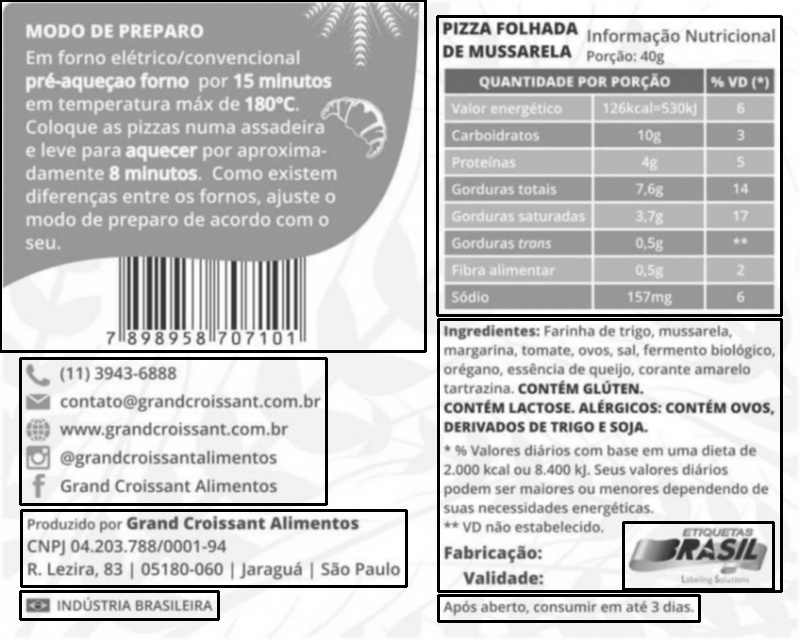 MODO DE PREPARO
Em forno elétrico/convencional
pré-aqueçao forno por 15 minutos
em temperatura máx de 180°C.
Coloque as pizzas numa assadeira
e leve para aquecer por aproxima-
damente 8 minutos. Como existem
diferenças entre os fornos, ajuste o
modo de preparo de acordo com o
seu.
7 898958 707101
(11) 3943-6888
contato@grandcroissant.com.br
www.grandcroissant.com.br
@grandcroissantalimentos
Grand Croissant Alimentos
Produzido por Grand Croissant Alimentos
CNPJ 04.203.788/0001-94
R. Lezira, 83 | 05180-060 | Jaraguá | São Paulo
INDÚSTRIA BRASILEIRA
PIZZA FOLHADA
DE MUSSARELA
Informação Nutricional
Porção: 40g
QUANTIDADE POR PORÇÃO % VD (*)
Valor energético 126kcal=530kJ 6
Carboidratos 10g 3
Proteínas 4g 5
Gorduras totais 7,6g 14
Gorduras saturadas 3,7g 17
Gorduras trans 0,5g **
Fibra alimentar 0,5g 2
Sódio 157mg 6
Ingredientes: Farinha de trigo, mussarela,
margarina, tomate, ovos, sal, fermento biológico,
orégano, essência de queijo, corante amarelo
tartrazina. CONTÉM GLÚTEN.
CONTÉM LACTOSE. ALÉRGICOS: CONTÉM OVOS,
DERIVADOS DE TRIGO E SOJA.
* % Valores diários com base em uma dieta de
2.000 kcal ou 8.400 kJ. Seus valores diários
podem ser maiores ou menores dependendo de
suas necessidades energéticas.
** VD não estabelecido.
Fabricação:
Validade:
ETIQUETAS
BRASIL
Labeling Solutions
Após aberto, consumir em até 3 dias.